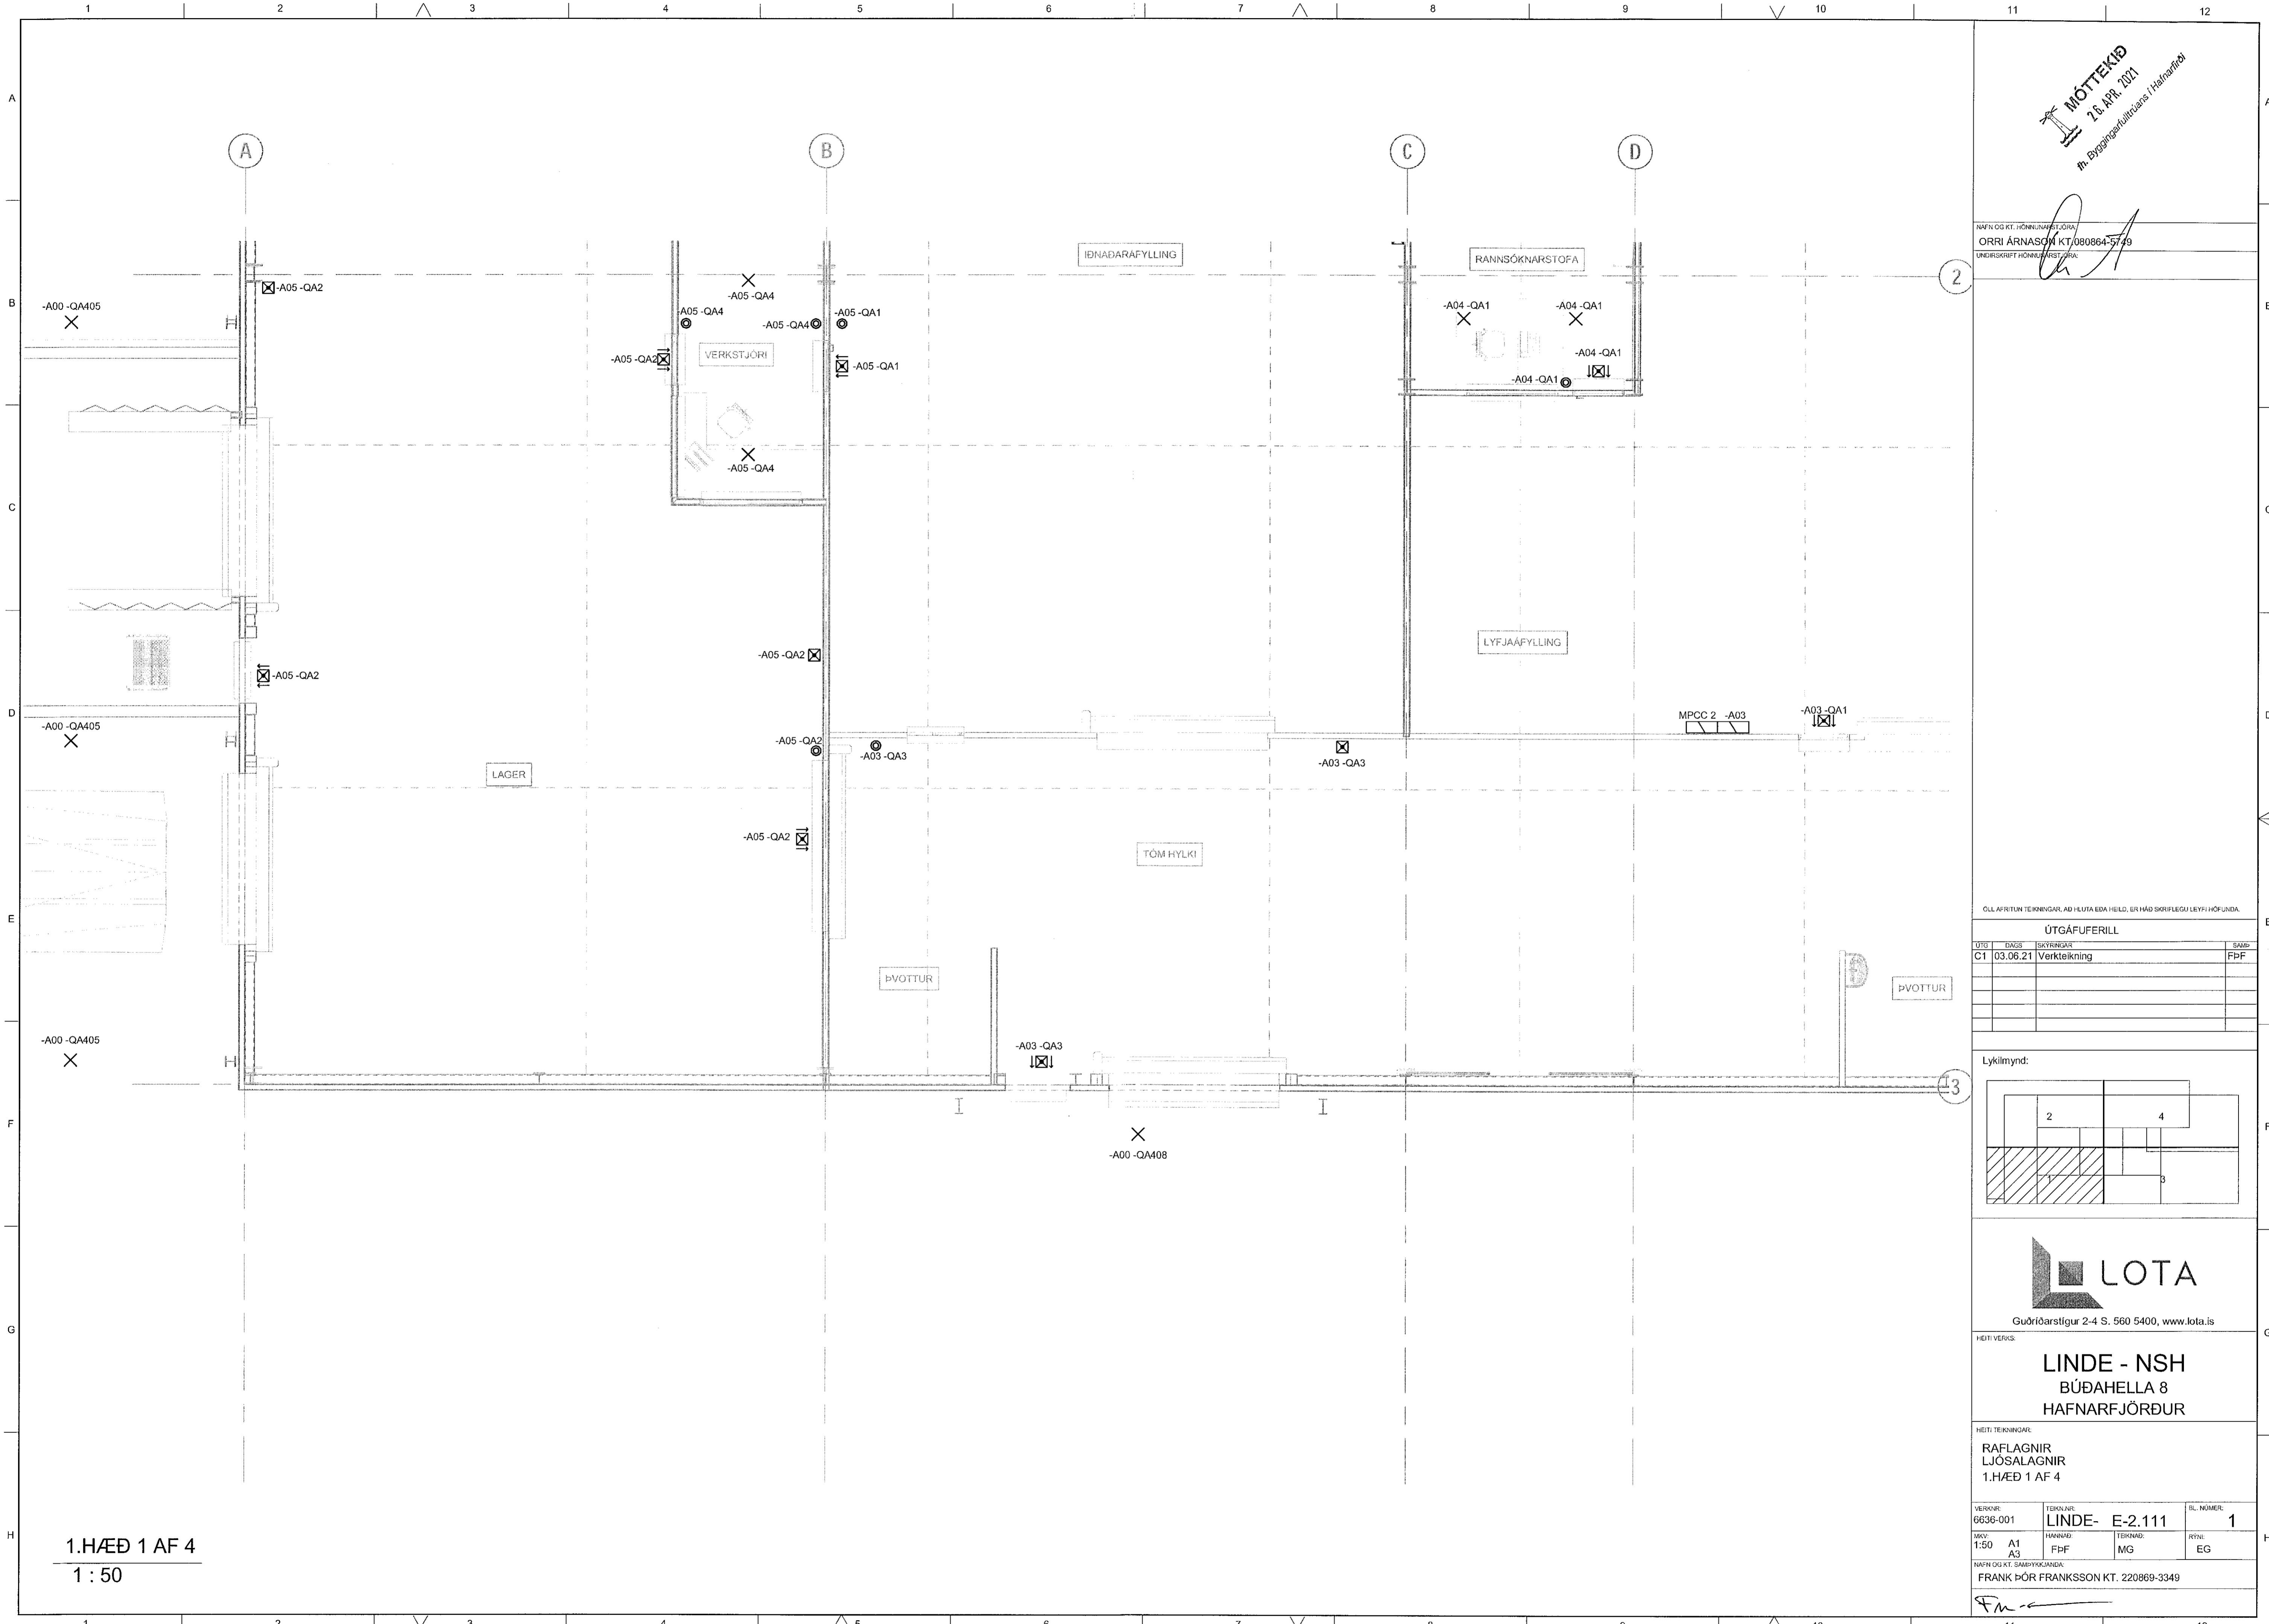 1 2 3 4 5 6 7 8 9 10 11 12
A
MÓTTEKIÐ
26. APR. 2021
fh. Byggingarfulltrúans í Hafnarfirði
A B C D
NAFN OG KT. HÖNNUNARSTJÓRA:
ORRI ÁRNASON KT.080864-5749
UNDIRSKRIFT HÖNNUNARSTJÓRA:
IÐNAÐARÁFYLLING
RANNSÓKNARSTOFA
2
B
-A05 -QA2
-A05 -QA4
-A00 -QA405
-A05 -QA4
-A05 -QA4
-A05 -QA1
-A04 -QA1
-A04 -QA1
-A05 -QA2
VERKSTJÓRI
-A05 -QA1
-A04 -QA1
-A04 -QA1
-A05 -QA4
C
LYFJAÁFYLLING
-A05 -QA2
-A05 -QA2
D
-A00 -QA405
-A05 -QA2
-A03 -QA3
-A03 -QA3
MPCC 2 -A03
-A03 -QA1
LAGER
-A05 -QA2
TÓM HYLKI
E
ÞVOTTUR
ÞVOTTUR
-A00 -QA405
-A03 -QA3
3
F
-A00 -QA408
G
H
1.HÆÐ 1 AF 4
1 : 50
ÖLL AFRITUN TEIKNINGAR, AÐ HLUTA EÐA HEILD, ER HÁÐ SKRIFLEGU LEYFI HÖFUNDA.
ÚTGÁFUFERILL
ÚTG DAGS SKÝRINGAR SAMÞ
C1 03.06.21 Verkteikning FÞF
Lykilmynd:
2 4
1 3
LOTA
Guðríðarstígur 2-4 S. 560 5400, www.lota.is
HEITI VERKS:
LINDE - NSH
BÚÐAHELLA 8
HAFNARFJÖRÐUR
HEITI TEIKNINGAR:
RAFLAGNIR
LJÓSALAGNIR
1.HÆÐ 1 AF 4
VERKNR: TEIKN.NR: BL. NÚMER:
6636-001 LINDE- E-2.111 1
MKV: HANNAÐ: TEIKNAÐ: RÝNI:
1:50 A1 FÞF MG EG
A3
NAFN OG KT. SAMÞYKKJANDA:
FRANK ÞÓR FRANKSSON KT. 220869-3349